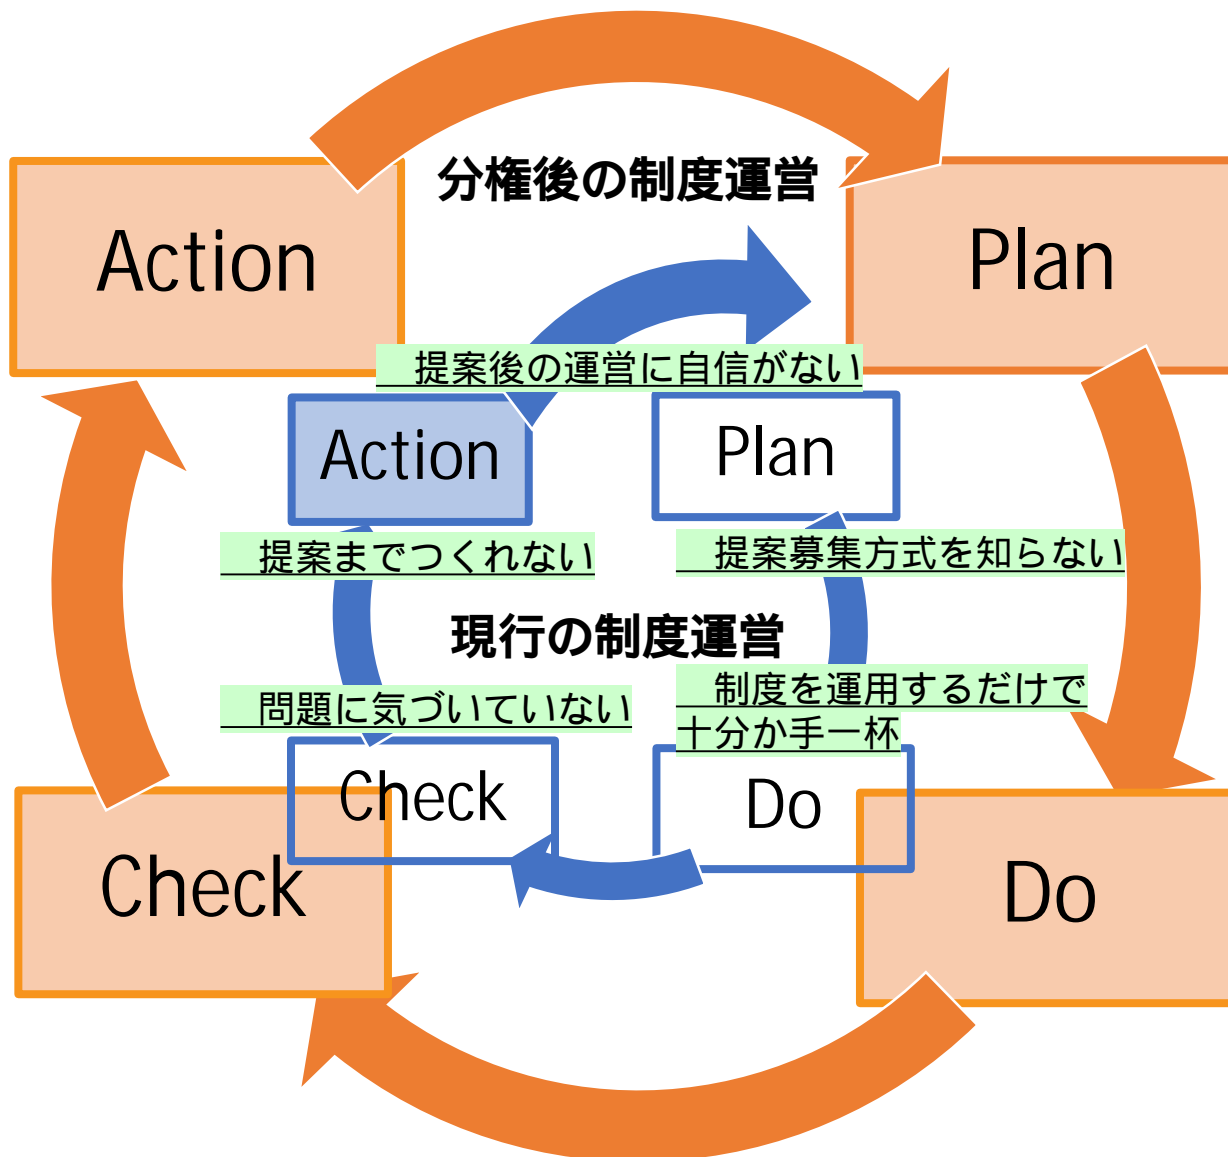 分権後の制度運営
Action
Plan
提案後の運営に自信がない
Action
Plan
提案までつくれない
提案募集方式を知らない
現行の制度運営
問題に気づいていない
制度を運用するだけで
十分か手一杯
Check
Do
Check
Do